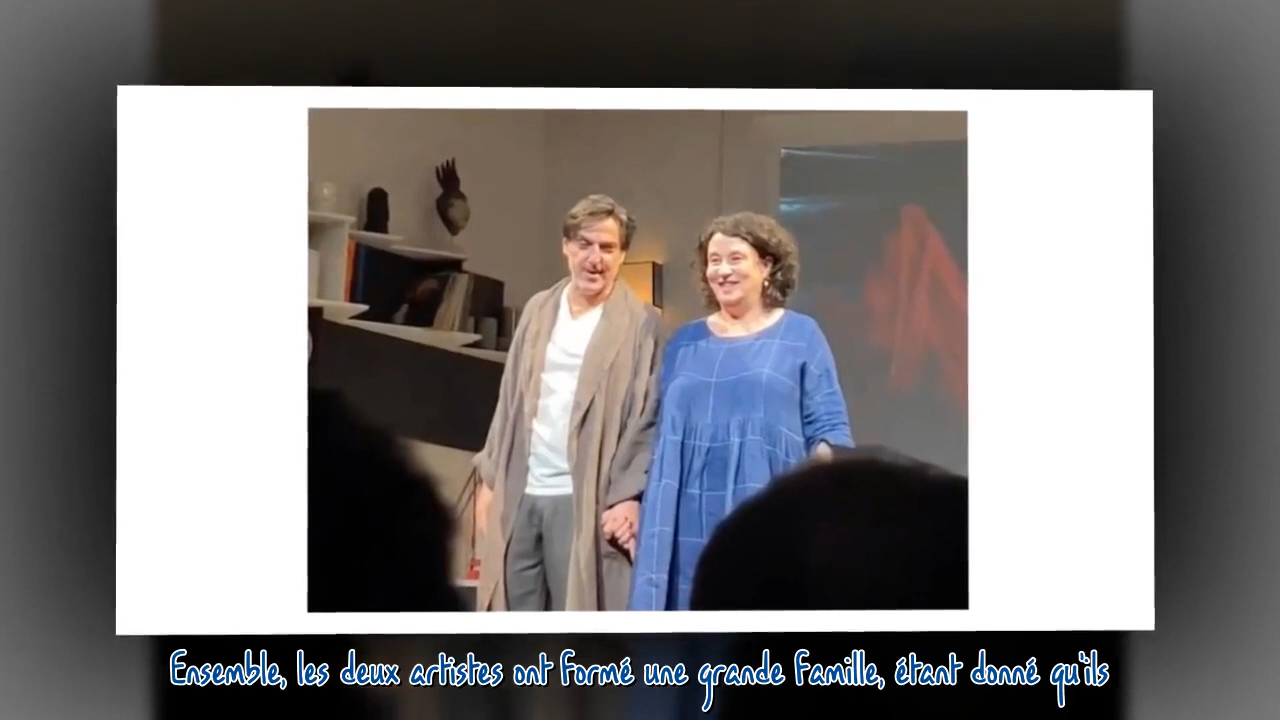 Ensemble, les deux artistes ont formé une grande famille, étant donné qu'ils